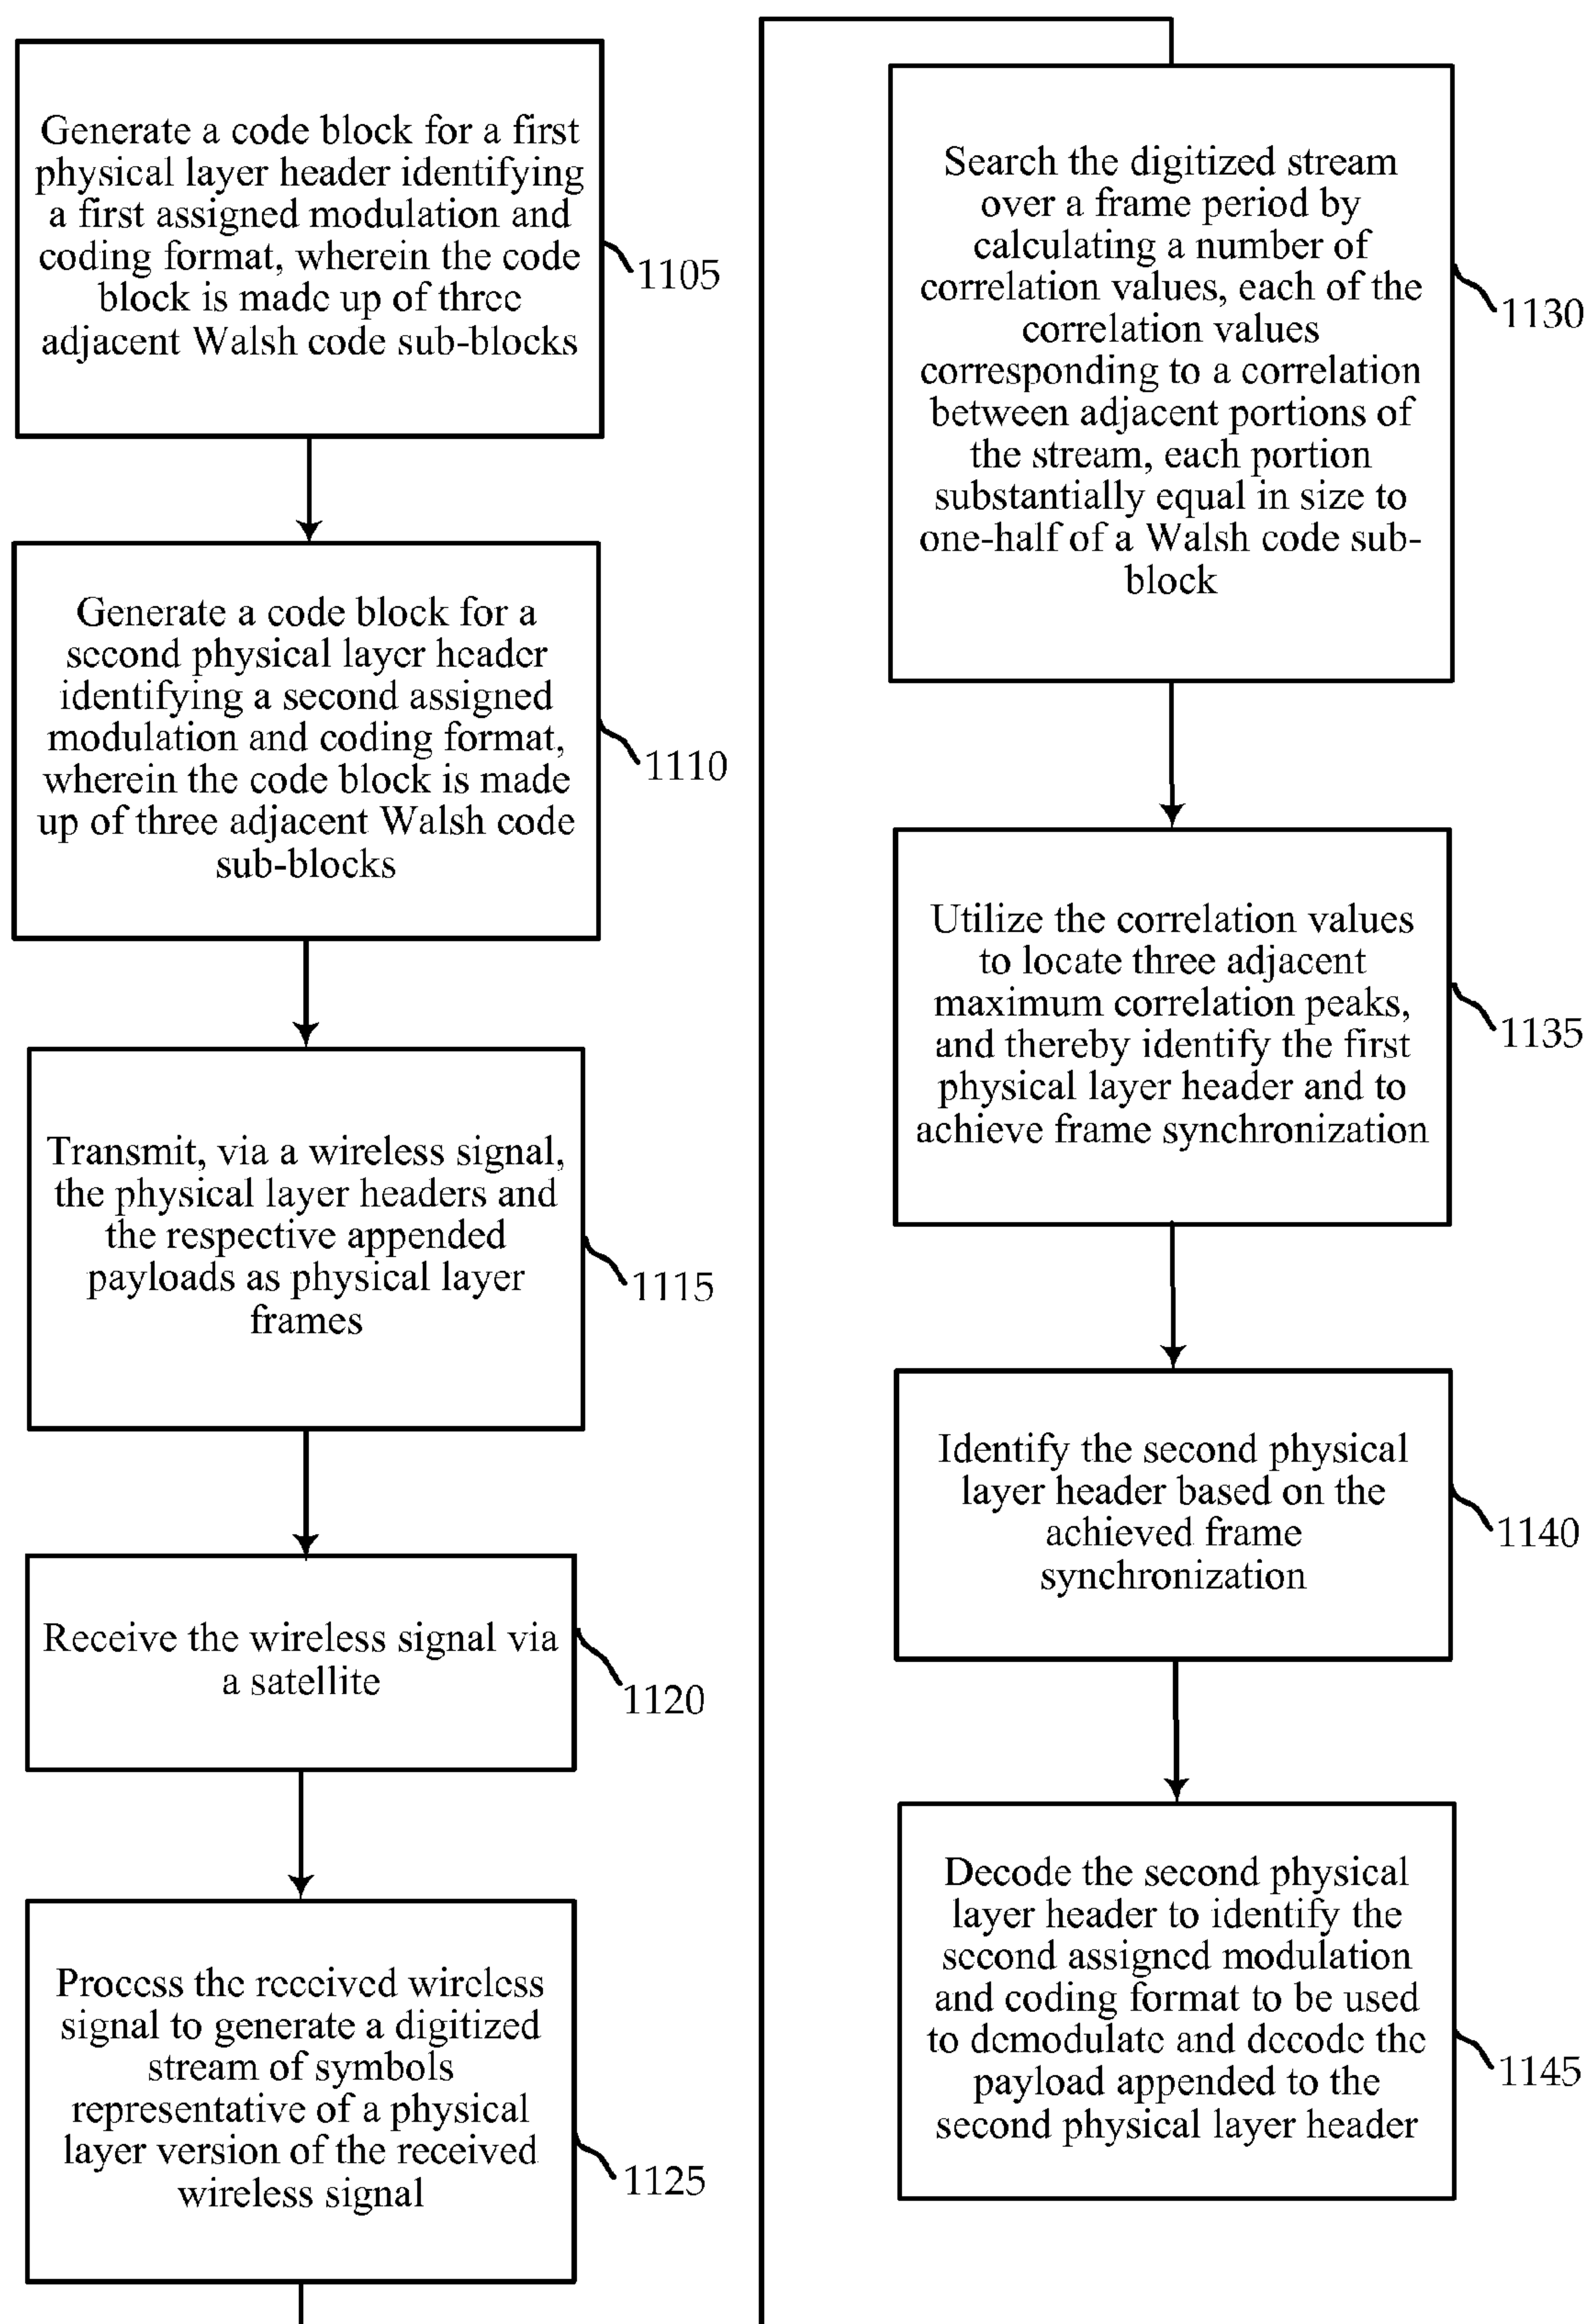 Generate a code block for a first
physical layer header identifying
a first assigned modulation and
coding format, wherein the code
block is made up of three
adjacent Walsh code sub-blocks
1105
Generate a code block for a
second physical layer header
identifying a second assigned
modulation and coding format,
wherein the code block is made
up of three adjacent Walsh code
sub-blocks
1110
Transmit, via a wireless signal,
the physical layer headers and
the respective appended
payloads as physical layer
frames
1115
Receive the wireless signal via
a satellite
1120
Process the received wireless
signal to generate a digitized
stream of symbols
representative of a physical
layer version of the received
wireless signal
1125
Search the digitized stream
over a frame period by
calculating a number of
correlation values, each of the
correlation values
corresponding to a correlation
between adjacent portions of
the stream, each portion
substantially equal in size to
one-half of a Walsh code sub-
block
1130
Utilize the correlation values
to locate three adjacent
maximum correlation peaks,
and thereby identify the first
physical layer header and to
achieve frame synchronization
1135
Identify the second physical
layer header based on the
achieved frame
synchronization
1140
Decode the second physical
layer header to identify the
second assigned modulation
and coding format to be used
to demodulate and decode the
payload appended to the
second physical layer header
1145